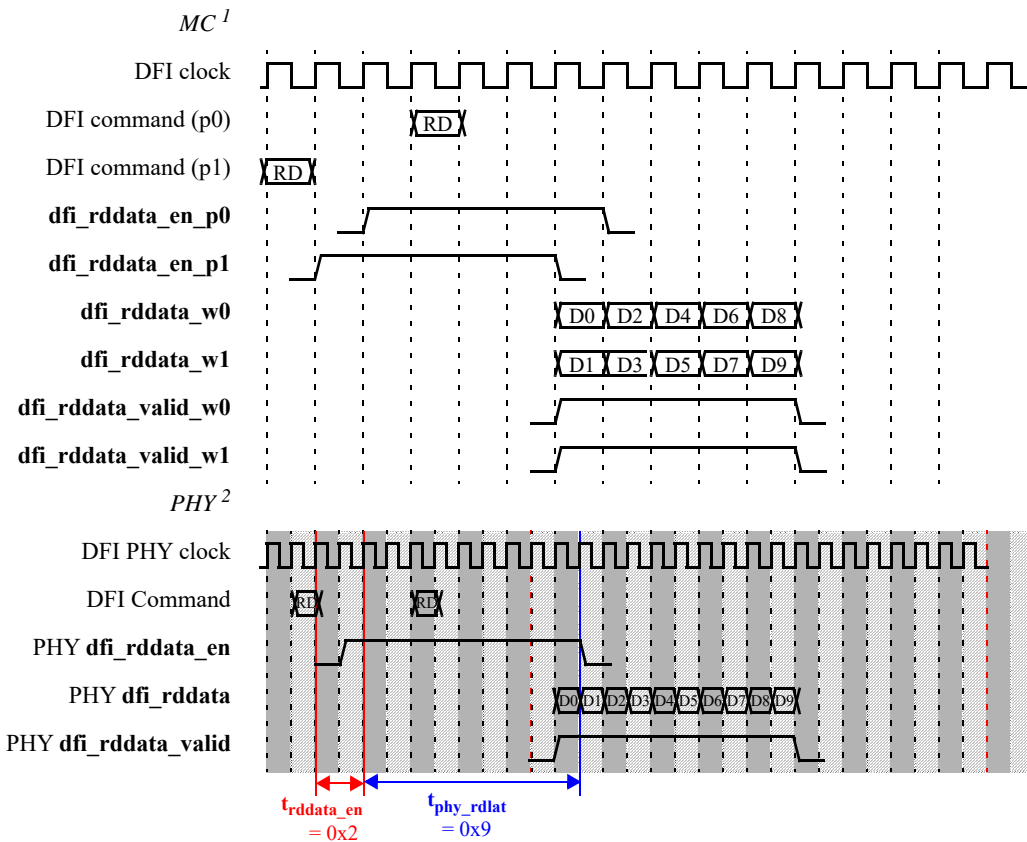 MC 1
DFI clock
DFI command (p0) RD
DFI command (p1) RD
dfi_rddata_en_p0
dfi_rddata_en_p1
dfi_rddata_w0 D0 D2 D4 D6 D8
dfi_rddata_w1 D1 D3 D5 D7 D9
dfi_rddata_valid_w0
dfi_rddata_valid_w1
PHY 2
DFI PHY clock
DFI Command RD RD
PHY dfi_rddata_en
PHY dfi_rddata D0 D1 D2 D3 D4 D5 D6 D7 D8 D9
PHY dfi_rddata_valid
trddata_en tphy_rdlat
= 0x2 = 0x9